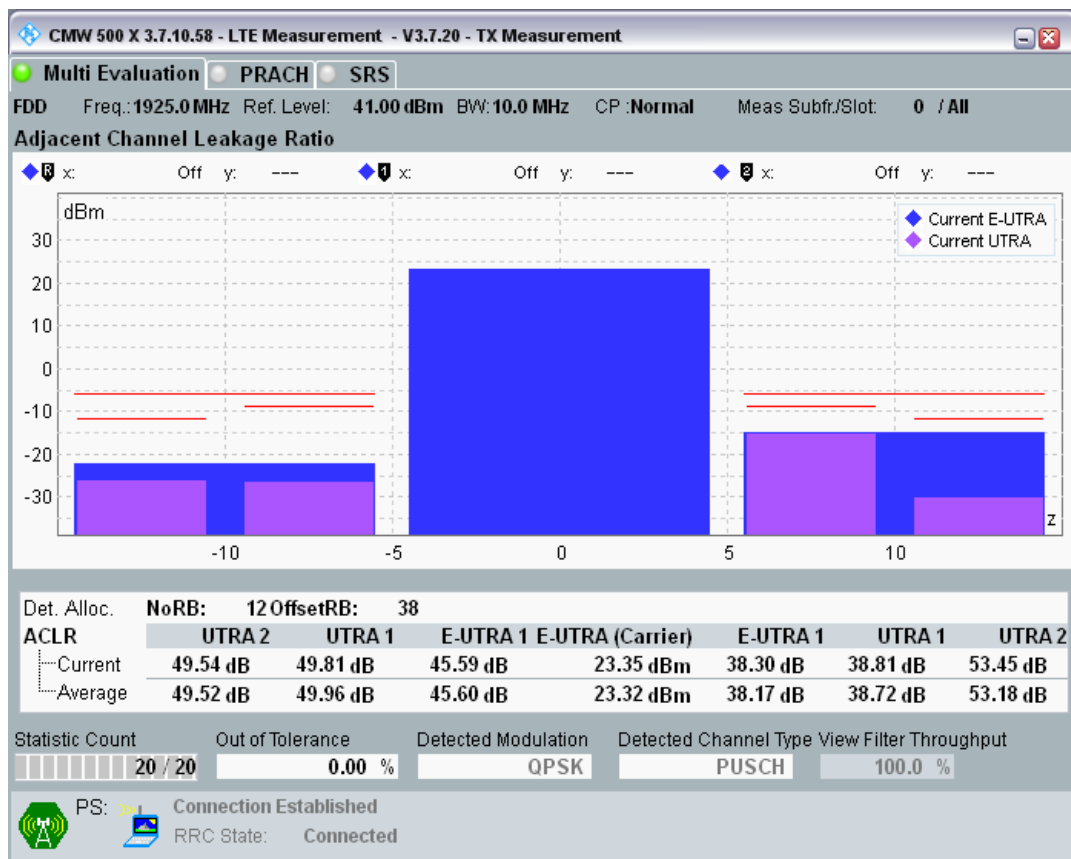 CMW 500 X 3.7.10.58 - LTE Measurement - V3.7.20 - TX Measurement
Multi Evaluation PRACH SRS
FDD Freq.: 1925.0 MHz Ref. Level: 41.00 dBm BW: 10.0 MHz CP :Normal Meas Subfr./Slot: 0 / All
Adjacent Channel Leakage Ratio
R x: Off y: --- 1 x: Off y: --- 2 x: Off y: ---
dBm
Current E-UTRA
Current UTRA
30
20
10
0
-10
-20
-30
z
-10 -5 0 5 10
Det. Alloc. NoRB: 12 OffsetRB: 38
ACLR UTRA 2 UTRA 1 E-UTRA 1 E-UTRA (Carrier) E-UTRA 1 UTRA 1 UTRA 2
Current 49.54 dB 49.81 dB 45.59 dB 23.35 dBm 38.30 dB 38.81 dB 53.45 dB
Average 49.52 dB 49.96 dB 45.60 dB 23.32 dBm 38.17 dB 38.72 dB 53.18 dB
Statistic Count Out of Tolerance Detected Modulation Detected Channel Type View Filter Throughput
20 / 20 0.00 % QPSK PUSCH 100.0 %
PS: Connection Established
RRC State: Connected